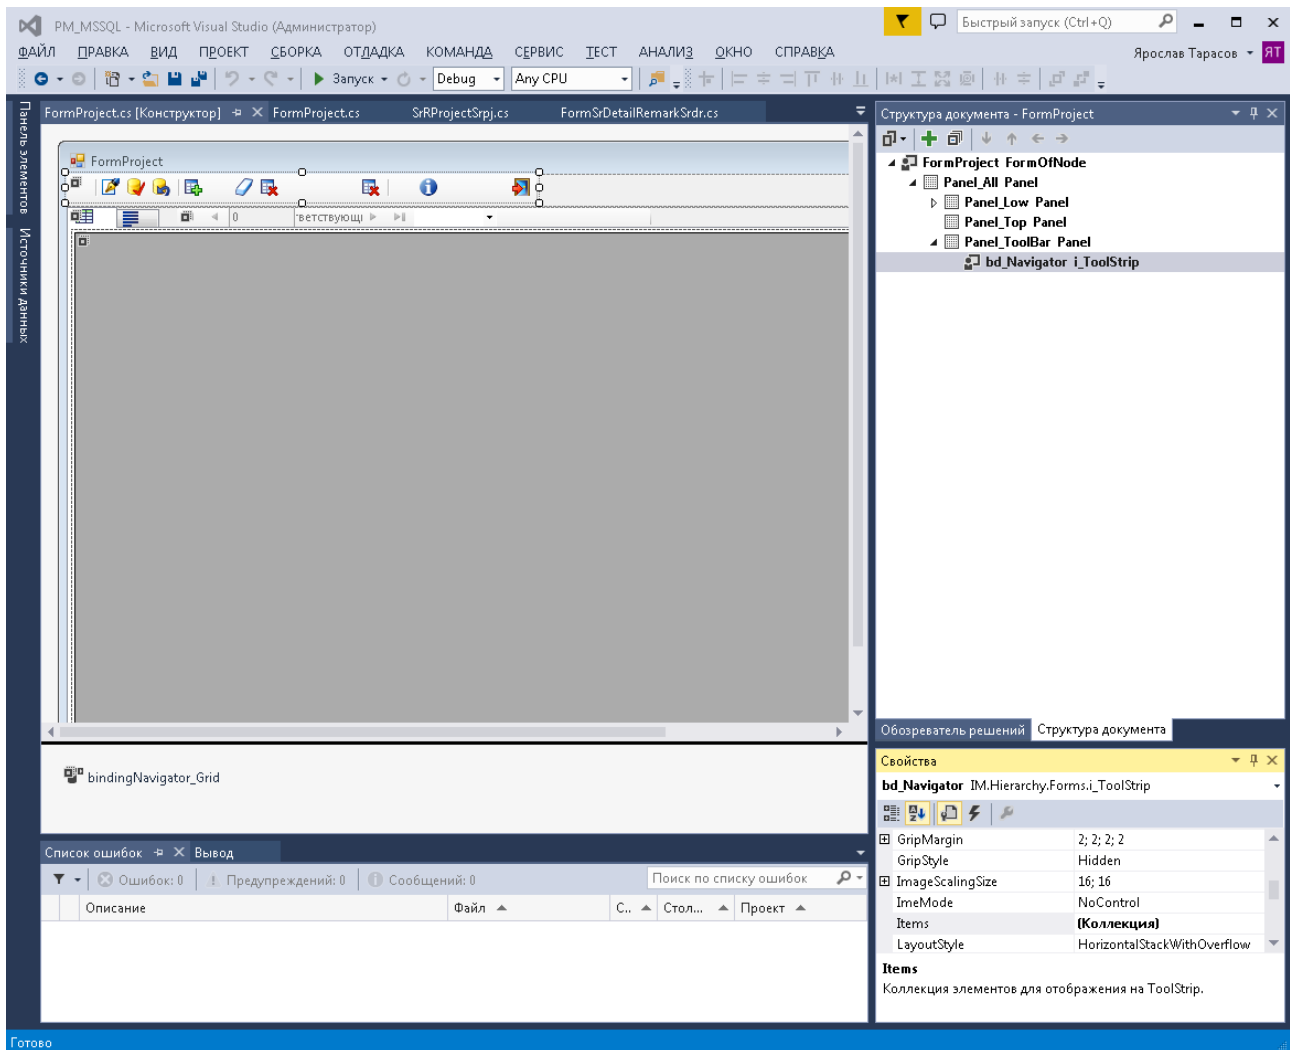 PM_MSSQL - Microsoft Visual Studio (Администратор)
Быстрый запуск (Ctrl+Q)
ФАЙЛ ПРАВКА ВИД ПРОЕКТ СБОРКА ОТЛАДКА КОМАНДА СЕРВИС ТЕСТ АНАЛИЗ ОКНО СПРАВКА
Ярослав Тарасов ЯТ
Запуск Debug Any CPU
Панель элементов
Источники данных
FormProject.cs [Конструктор] FormProject.cs SrRProjectSrpj.cs FormSrDetailRemarkSrdr.cs
FormProject
0 ветствующ
bindingNavigator_Grid
Список ошибок Вывод
Ошибок: 0 Предупреждений: 0 Сообщений: 0 Поиск по списку ошибок
Описание Файл С.. Стол... Проект
Структура документа - FormProject
FormProject FormOfNode
Panel_All Panel
Panel_Low Panel
Panel_Top Panel
Panel_ToolBar Panel
bd_Navigator i_ToolStrip
Обозреватель решений Структура документа
Свойства
bd_Navigator IM.Hierarchy.Forms.i_ToolStrip
GripMargin 2; 2; 2; 2
GripStyle Hidden
ImageScalingSize 16; 16
ImeMode NoControl
Items (Коллекция)
LayoutStyle HorizontalStackWithOverflow
Items
Коллекция элементов для отображения на ToolStrip.
Готово